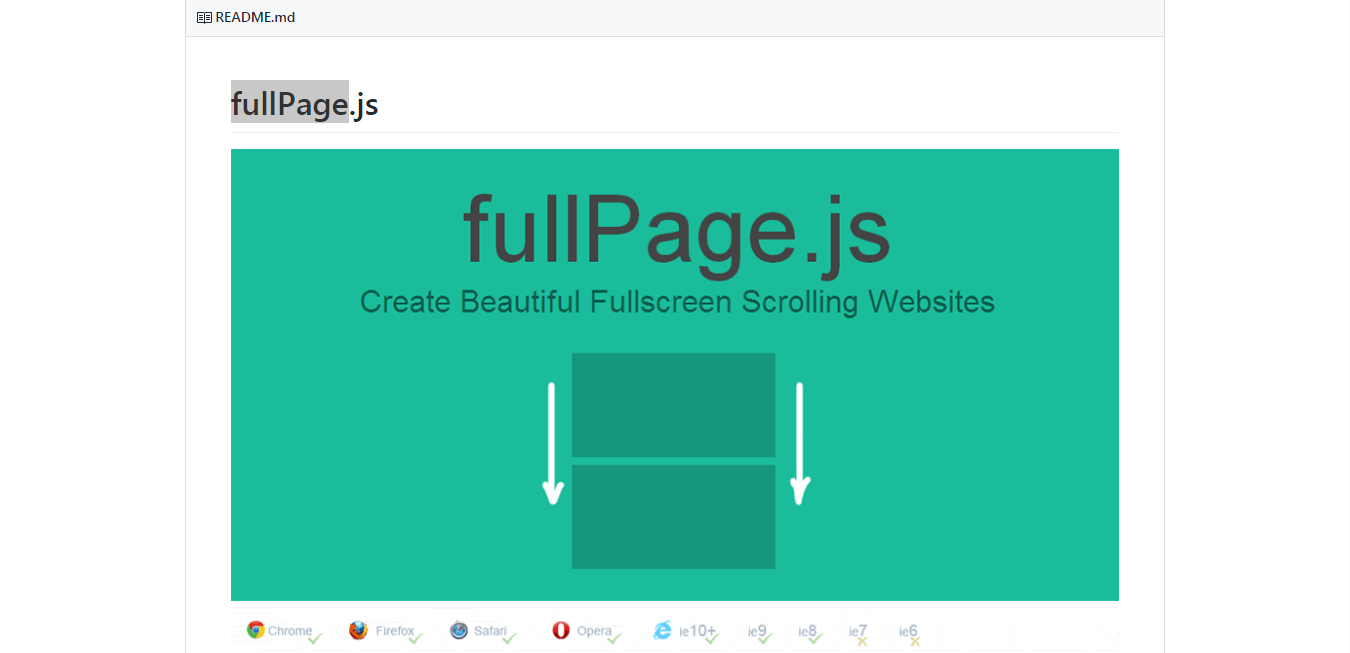 README.md
fullPage.js
fullPage.js
Create Beautiful Fullscreen Scrolling Websites
Chrome Firefox Safari Opera ie10+ ie9 ie8 ie7 ie6